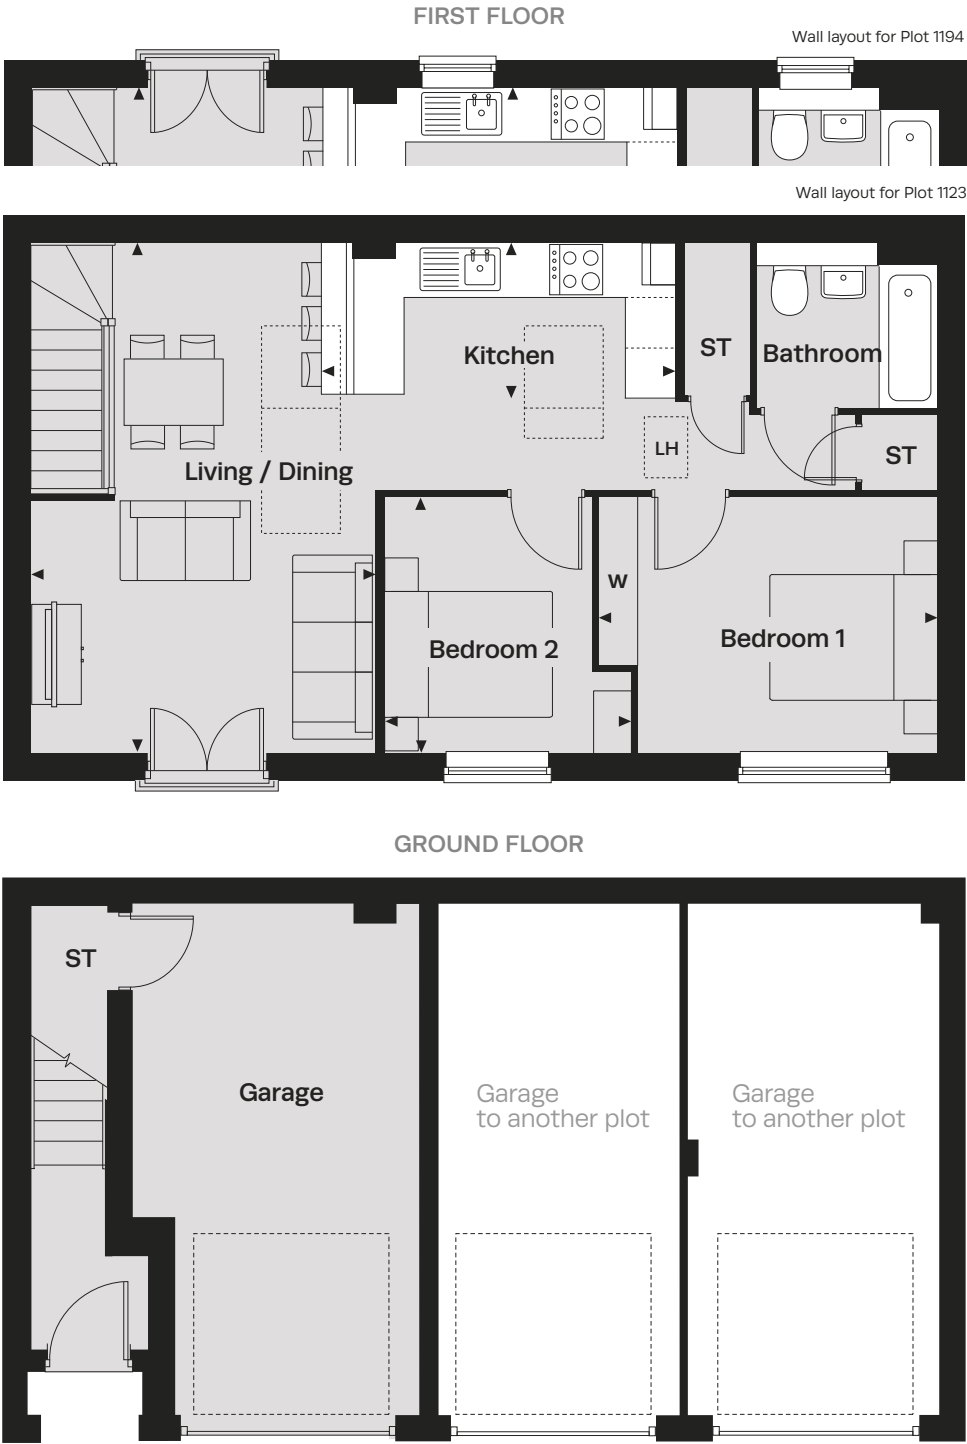 FIRST FLOOR
Wall layout for Plot 1194
Wall layout for Plot 1123
Kitchen
ST
Bathroom
LH
ST
Living / Dining
W
Bedroom 2
Bedroom 1
GROUND FLOOR
ST
Garage
Garage
to another plot
Garage
to another plot